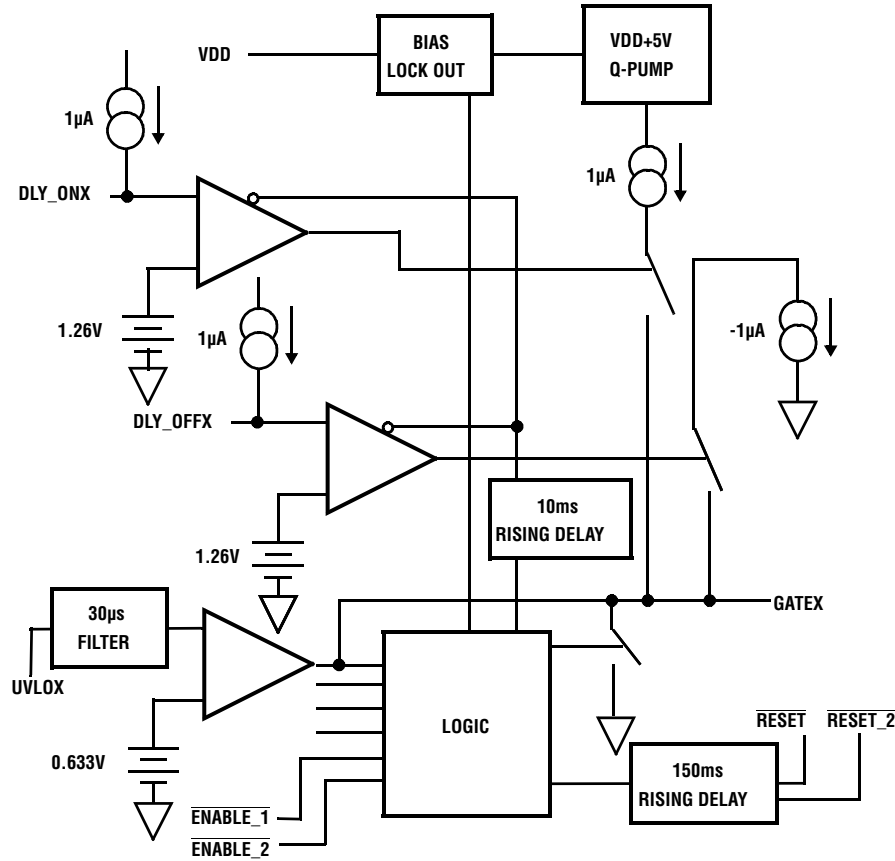 VDD
BIAS
LOCK OUT
VDD+5V
Q-PUMP
1µA
1µA
DLY_ONX
1.26V
1µA
-1µA
DLY_OFFX
10ms
RISING DELAY
1.26V
30µs
FILTER
GATEX
UVLOX
LOGIC
RESET
RESET_2
0.633V
150ms
RISING DELAY
ENABLE_1
ENABLE_2